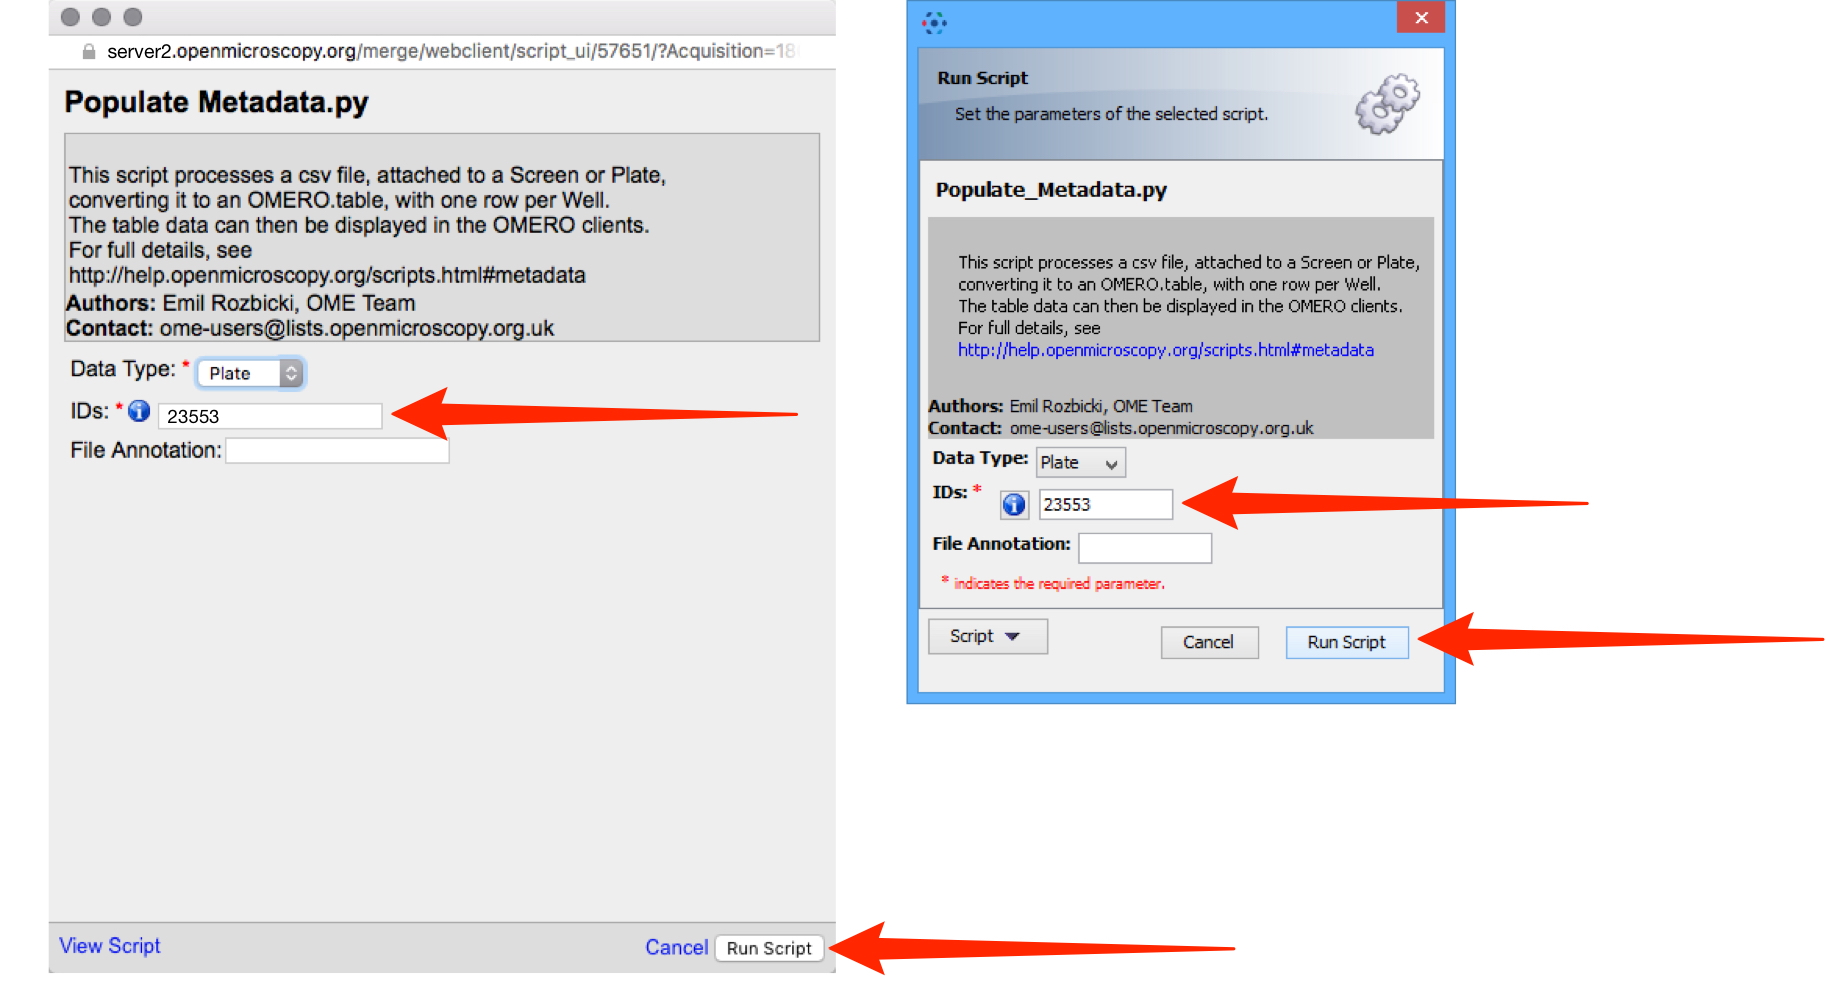 server2.openmicroscopy.org/merge/webclient/script_ui/57651/?Acquisition=18
Populate Metadata.py
This script processes a csv file, attached to a Screen or Plate,
converting it to an OMERO.table, with one row per Well.
The table data can then be displayed in the OMERO clients.
For full details, see
http://help.openmicroscopy.org/scripts.html#metadata
Authors: Emil Rozbicki, OME Team
Contact: ome-users@lists.openmicroscopy.org.uk
Data Type: * Plate
IDs: * 23553
File Annotation:
View Script
Cancel Run Script
Run Script
Set the parameters of the selected script.
Populate_Metadata.py
This script processes a csv file, attached to a Screen or Plate,
converting it to an OMERO.table, with one row per Well.
The table data can then be displayed in the OMERO clients.
For full details, see
http://help.openmicroscopy.org/scripts.html#metadata
Authors: Emil Rozbicki, OME Team
Contact: ome-users@lists.openmicroscopy.org.uk
Data Type: Plate
IDs: * 23553
File Annotation:
* indicates the required parameter.
Script Cancel Run Script